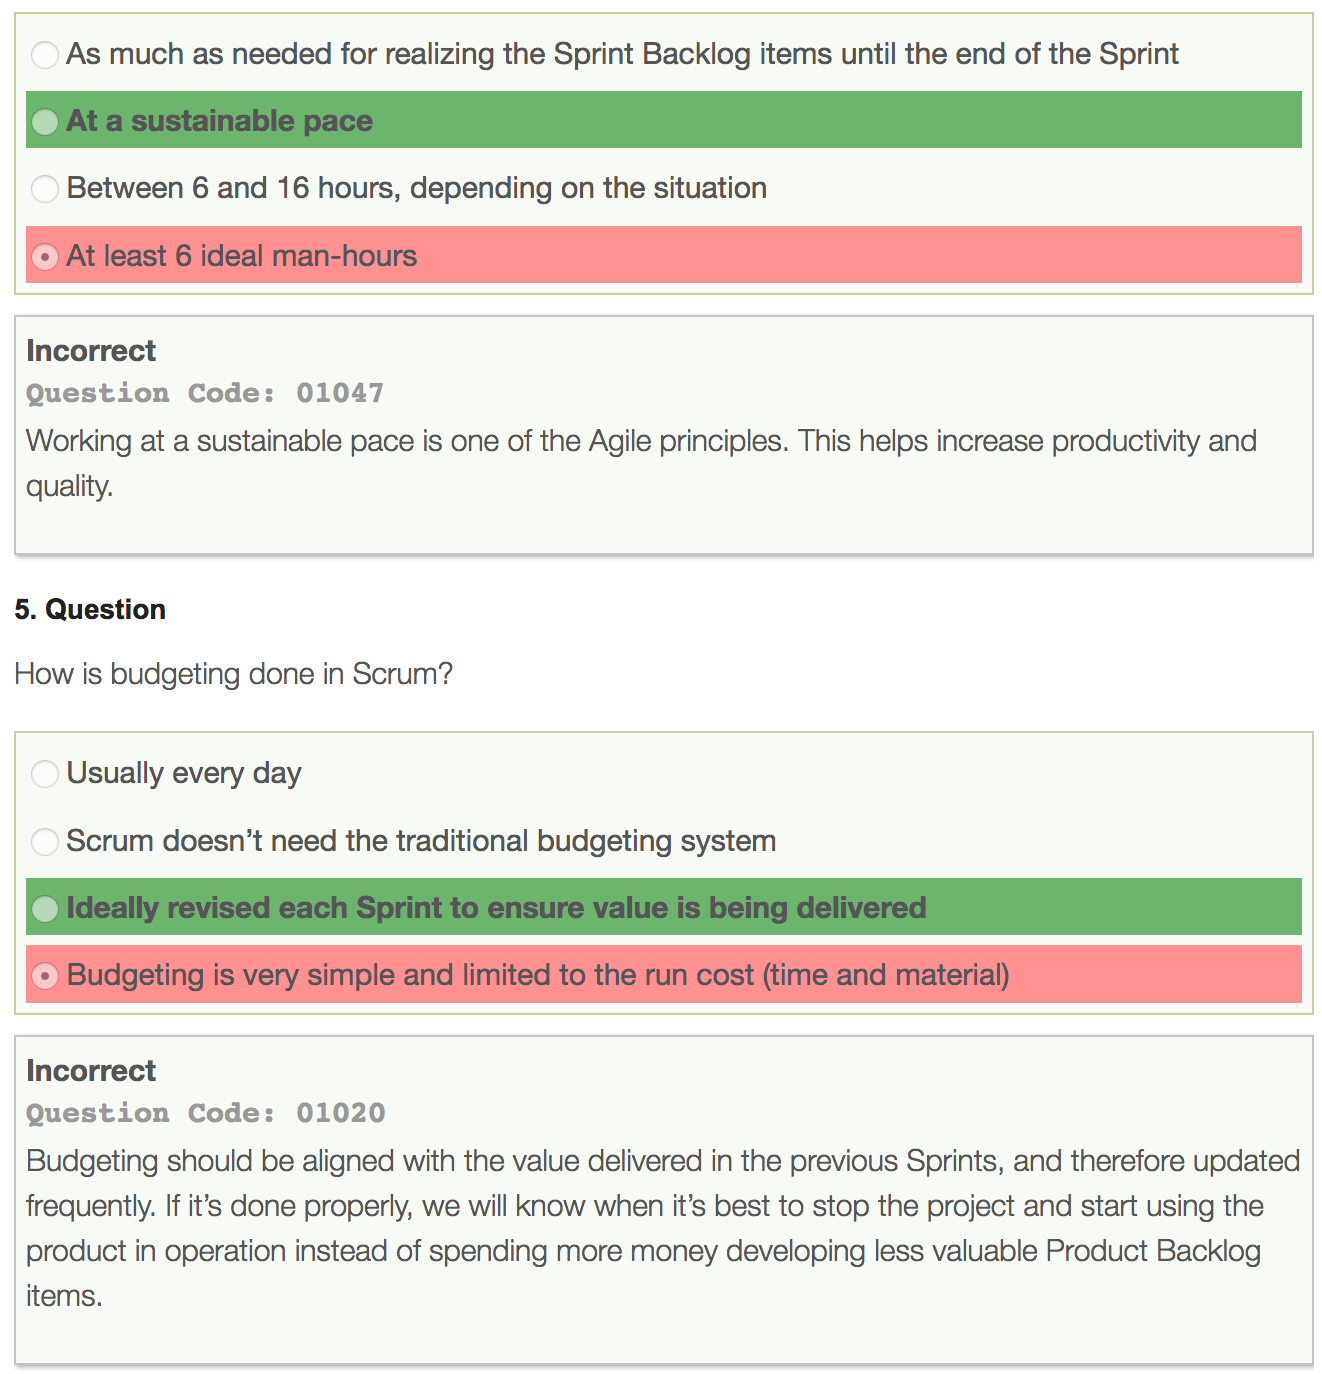 As much as needed for realizing the Sprint Backlog items until the end of the Sprint
At a sustainable pace
Between 6 and 16 hours, depending on the situation
At least 6 ideal man-hours
Incorrect
Question Code: 01047
Working at a sustainable pace is one of the Agile principles. This helps increase productivity and
quality.
5. Question
How is budgeting done in Scrum?
Usually every day
Scrum doesn’t need the traditional budgeting system
Ideally revised each Sprint to ensure value is being delivered
Budgeting is very simple and limited to the run cost (time and material)
Incorrect
Question Code: 01020
Budgeting should be aligned with the value delivered in the previous Sprints, and therefore updated
frequently. If it’s done properly, we will know when it’s best to stop the project and start using the
product in operation instead of spending more money developing less valuable Product Backlog
items.